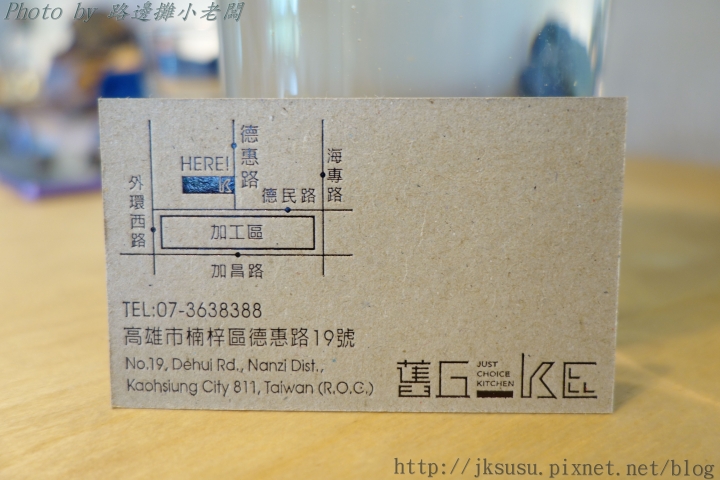 Photo by 路邊攤小老闆
德惠路
海專路
HERE!
K
德民路
外環西路
加工區
加昌路
TEL:07-3638388
高雄市楠梓區德惠路19號
No.19, Dehui Rd., Nanzi Dist.,
Kaohsiung City 811, Taiwan (R.O.C.)
JUST
CHOICE
KITCHEN
舊G KELL
http://jksusu.pixnet.net/blog